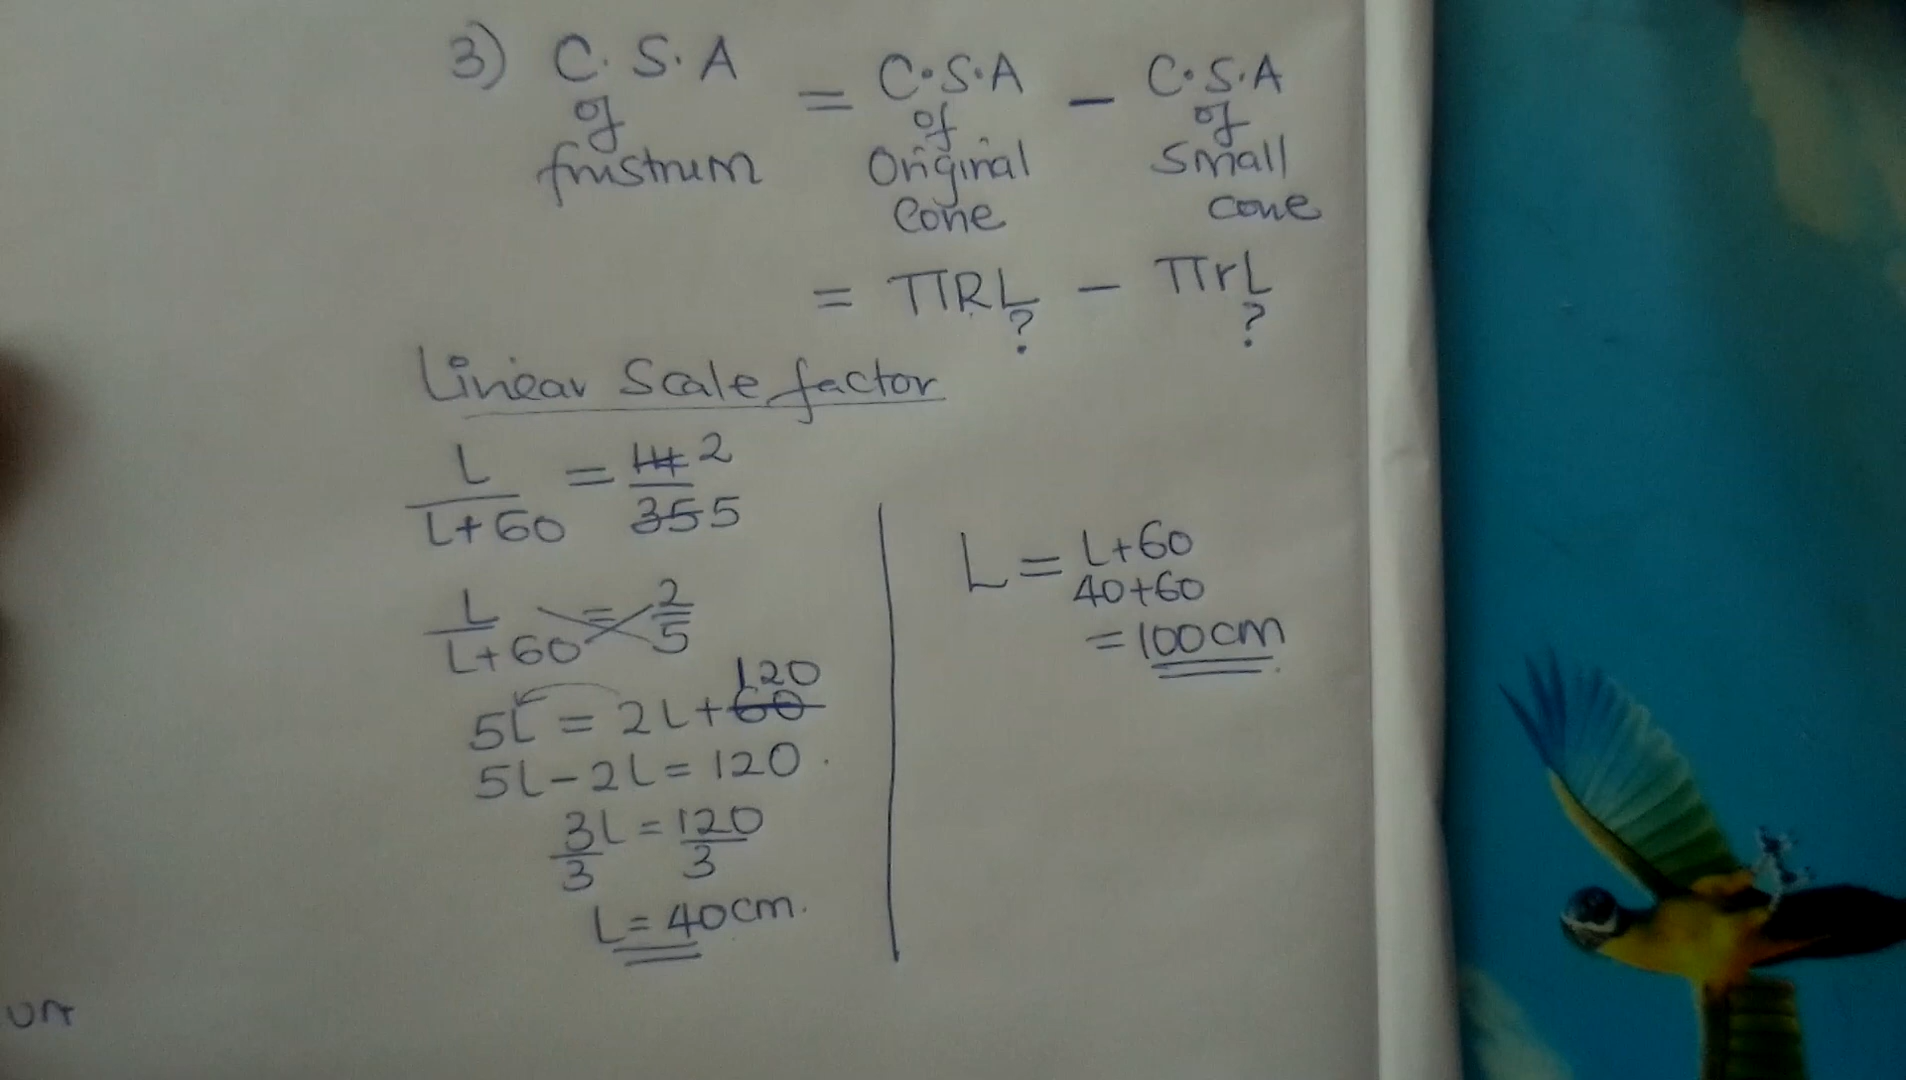 3) C.S.A = C.S.A - C.S.A
of of of
frustrum Original Small
Cone cone
= πRL - πrL
? ?
Linear Scale factor
L/L+60 = 14 2/35 5
L/L+60 = 2/5
120
5L = 2L+60
5L-2L = 120.
3L/3 = 120/3
L = 40cm.
L = L+60
40+60
= 100cm